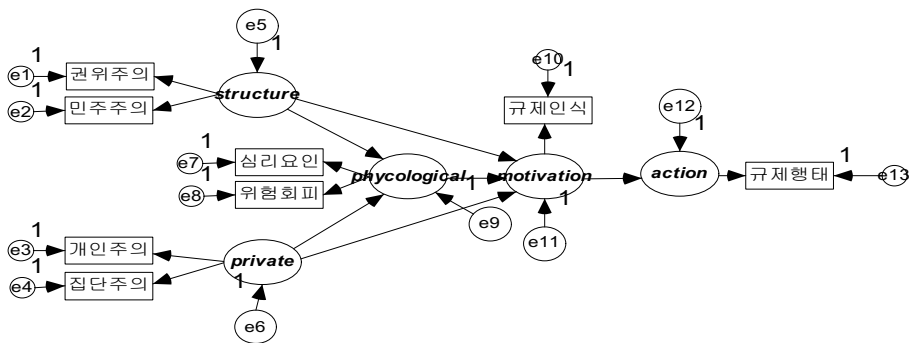 e5
1
1
e1
권위주의
structure
1
e2
민주주의
e10
1
규제인식
e12
1
1
e7
심리요인
1
e8
위험회피
phycological
1
motivation
1
action
규제행태
1
e13
e9
e11
1
e3
개인주의
private
1
1
e4
집단주의
e6